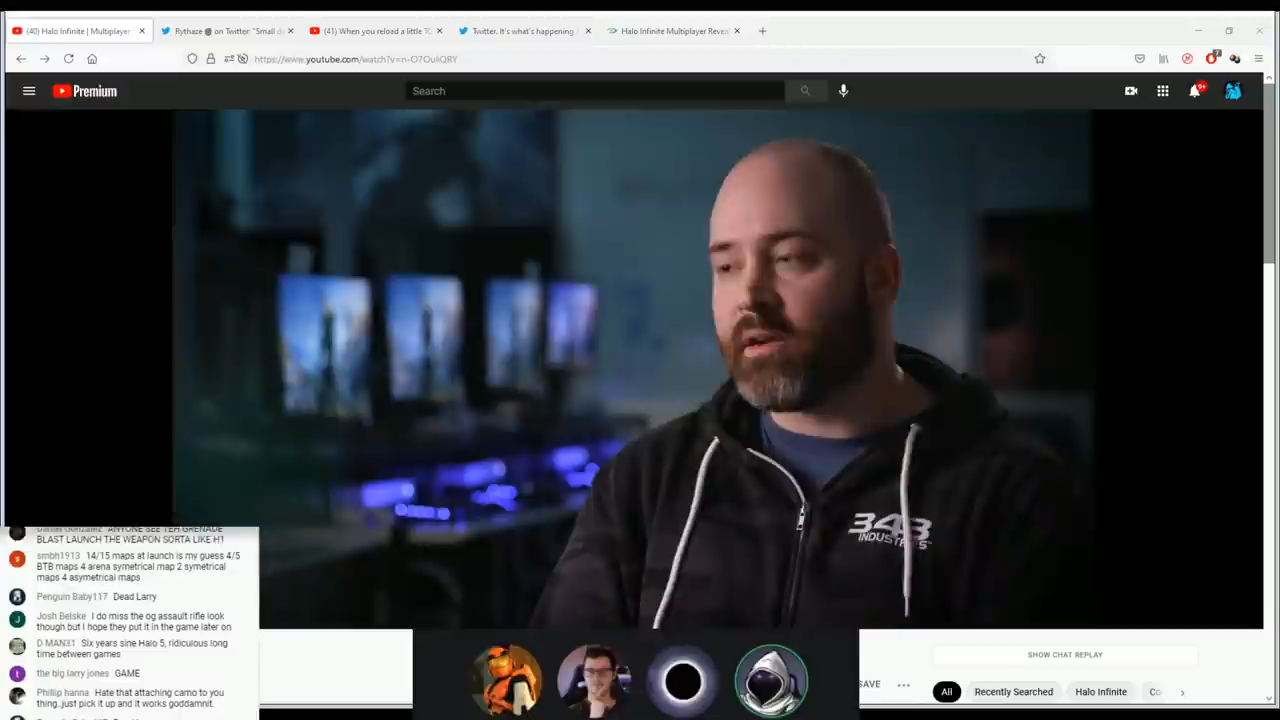 (40) Halo Infinite | Multiplayer
Rythaze
on Twitter: "Small
(41) When you reload a little
Twitter. It's what's happening
Halo Infinite Multiplayer Revea
https://www.youtube.com/watch?v=n-O7OuliQRY
7
Premium
Search
9+
343
INDUSTRIES
ANYONE SEE TEH GRENADE
BLAST LAUNCH THE WEAPON SORTA LIKE H1
smbh1913 14/15 maps at launch is my guess 4/5
BTB maps 4 arena symetrical map 2 symetrical
maps 4 asymetrical maps
Penguin Baby117 Dead Larry
Josh Belske I do miss the og assault rifle look
though but I hope they put it in the game later on
D MAN31 Six years sine Halo 5, ridiculous long
time between games
the big larry jones GAME
Phillip hanna Hate that attaching camo to you
thing..just pick it up and it works goddamnit.
SHOW CHAT REPLAY
SAVE
All
Recently Searched
Halo Infinite
Co